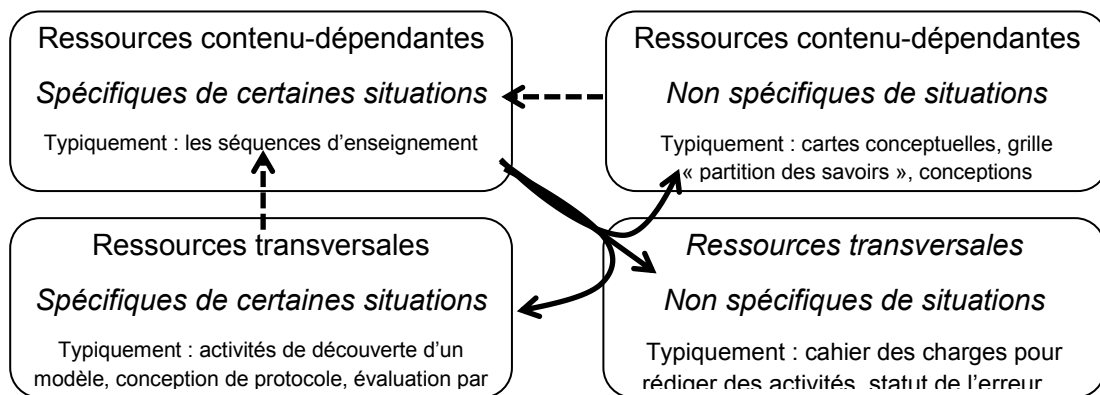 Ressources contenu-dépendantes
Spécifiques de certaines situations
Typiquement : les séquences d'enseignement
Ressources contenu-dépendantes
Non spécifiques de situations
Typiquement : cartes conceptuelles, grille
« partition des savoirs », conceptions
Ressources transversales
Spécifiques de certaines situations
Typiquement : activités de découverte d'un
modèle, conception de protocole, évaluation par
Ressources transversales
Non spécifiques de situations
Typiquement : cahier des charges pour
rédiger des activités, statut de l'erreur